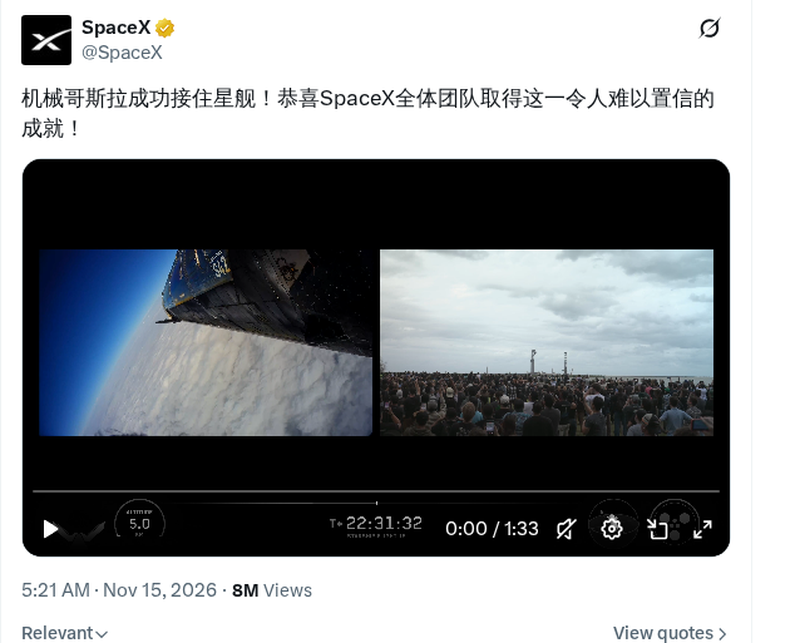 SpaceX
@SpaceX
机械哥斯拉成功接住星舰！恭喜SpaceX全体团队取得这一令人难以置信的
成就！
ALTITUDE
5.0
T+ 22:31:32
0:00 / 1:33
5:21 AM · Nov 15, 2026 · 8M Views
Relevant
View quotes